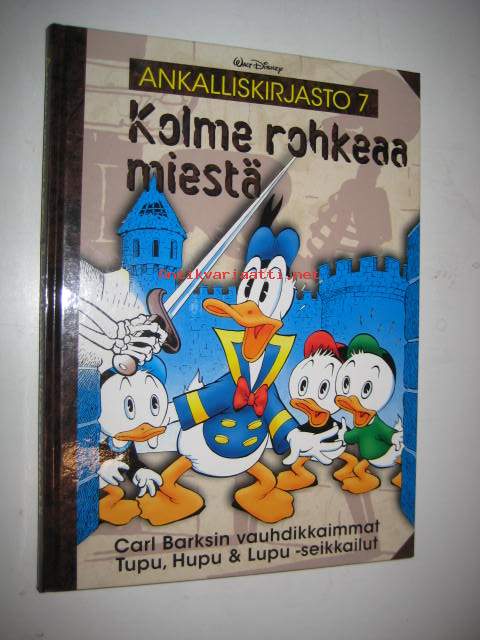 Walt Disney
ANKALLISKIRJASTO 7
Kolme rohkeaa
miestä
antikvariaatti.net
Carl Barksin vauhdikkaimmat
Tupu, Hupu & Lupu -seikkailut